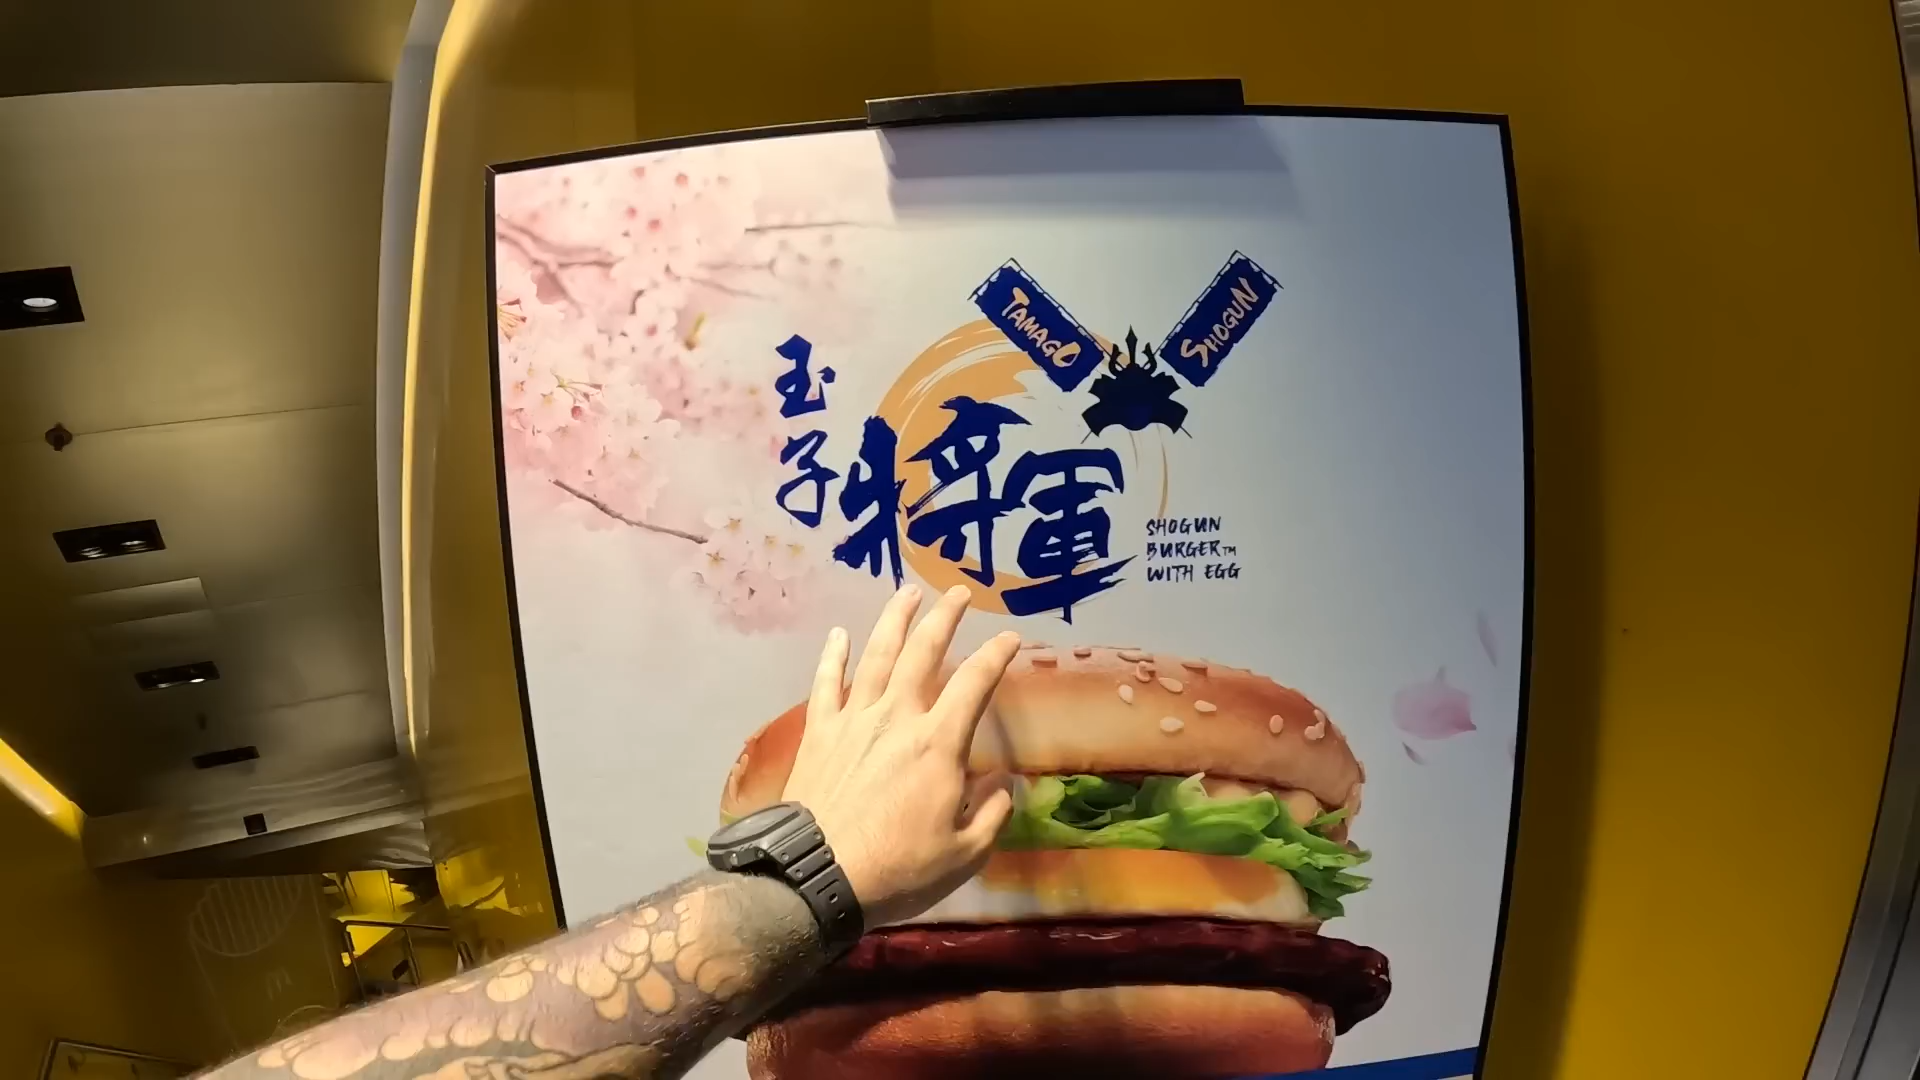 TAMAGO
SHOGUN
玉子
將軍
SHOGUN
BURGER™
WITH EGG